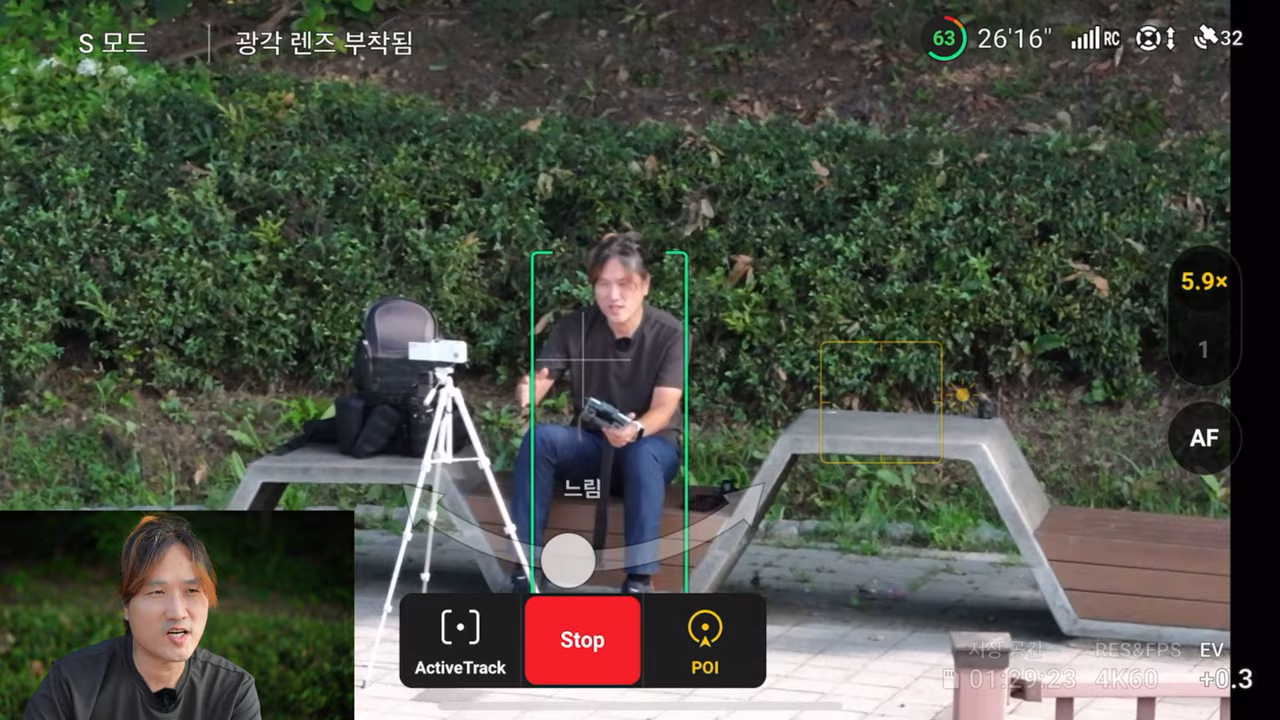 S 모드
광각 렌즈 부착됨
63
26'16"
RC
32
5.9×
1
AF
느림
ActiveTrack
Stop
POI
저장 공간
RES&FPS
EV
01:29:23
4K60
+0.3